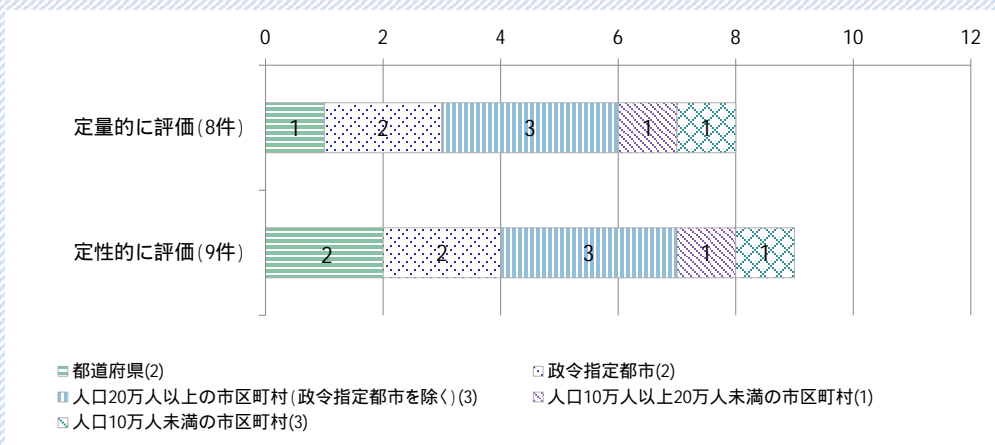 0 2 4 6 8 10 12
定量的に評価(8件) 1 2 3 1 1
定性的に評価(9件) 2 2 3 1 1
都道府県(2) 政令指定都市(2)
人口20万人以上の市区町村(政令指定都市を除く)(3) 人口10万人以上20万人未満の市区町村(1)
人口10万人未満の市区町村(3)